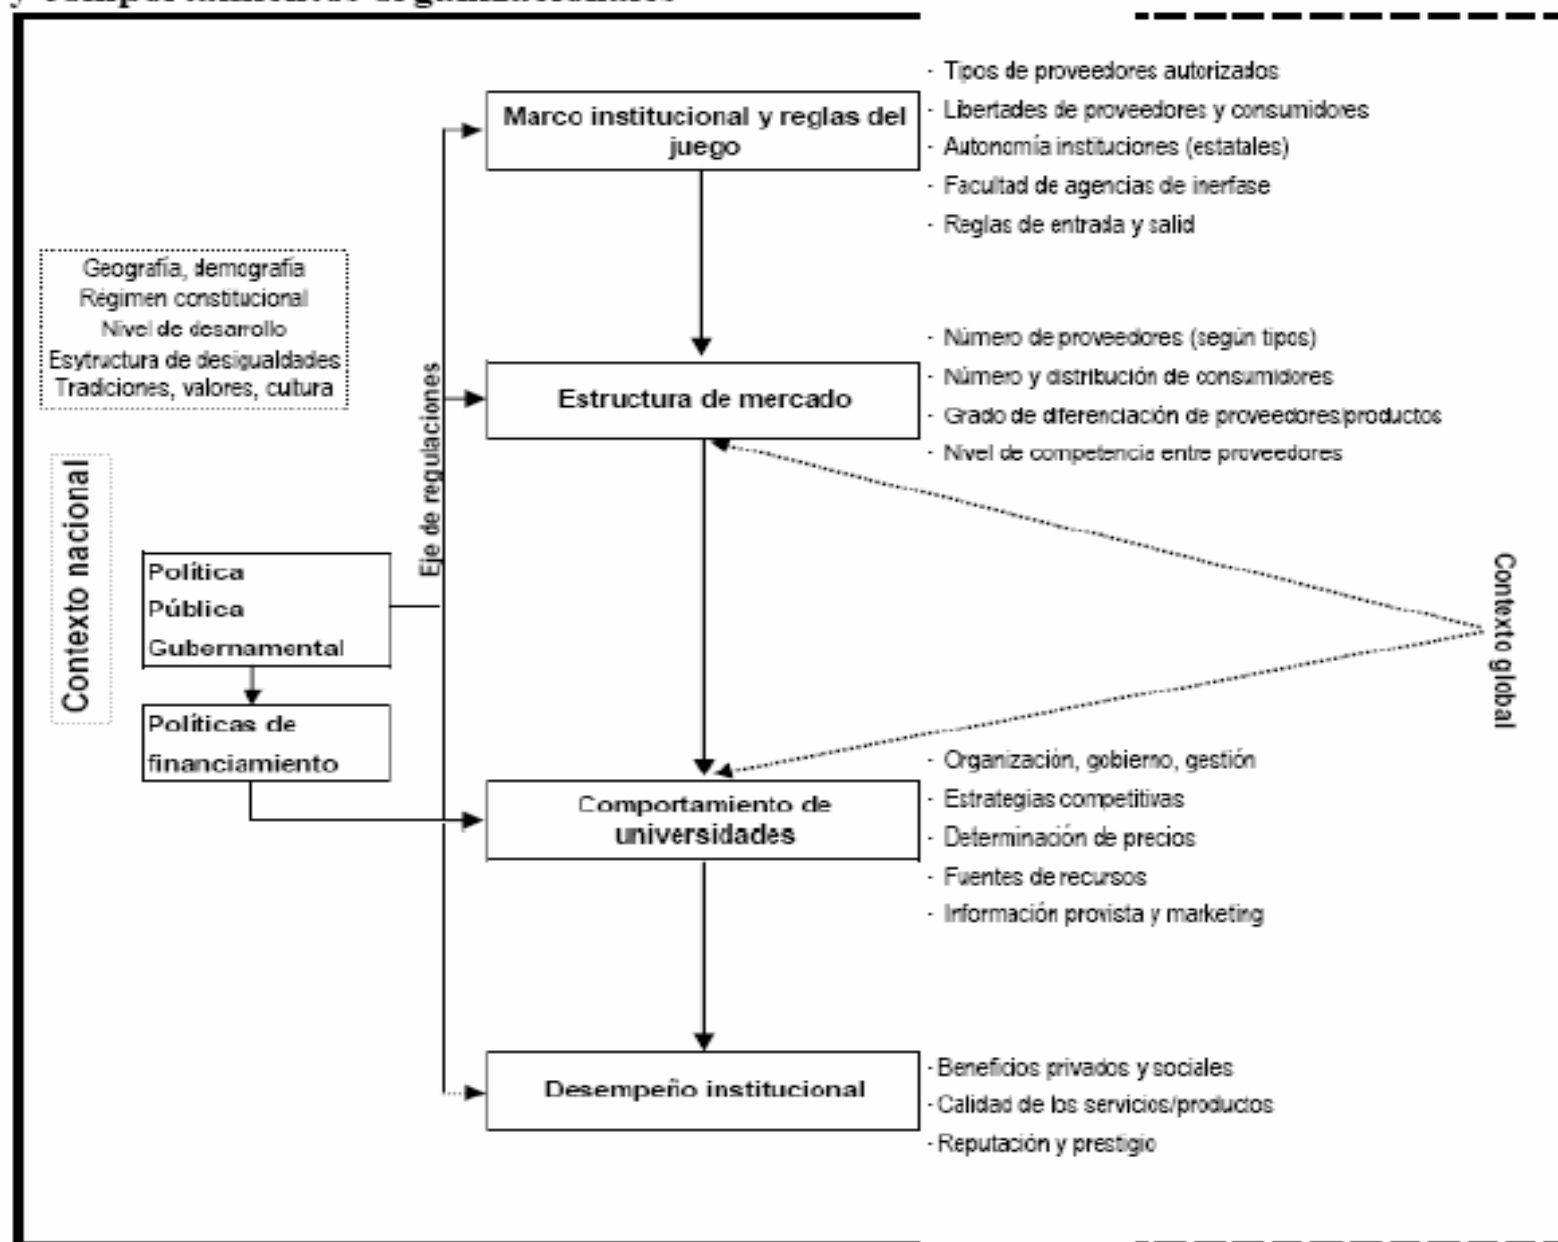 y comportamientos organizacionales
Marco institucional y reglas del
juego
- Tipos de proveedores autorizados
- Libertades de proveedores y consumidores
- Autonomía instituciones (estatales)
- Facultad de agencias de inerfase
- Reglas de entrada y salid
Geografía, demografía
Régimen constitucional
Nivel de desarrollo
Esytructura de desigualdades
Tradiciones, valores, cultura
Eje de regulaciones
Estructura de mercado
- Número de proveedores (según tipos)
- Número y distribución de consumidores
- Grado de diferenciación de proveedores/productos
- Nivel de competencia entre proveedores
Contexto nacional
Política
Pública
Gubernamental
Políticas de
financiamiento
Contexto global
Comportamiento de
universidades
- Organización, gobierno, gestión
- Estrategias competitivas
- Determinación de precios
- Fuentes de recursos
- Información provista y marketing
Desempeño institucional
- Beneficios privados y sociales
- Calidad de los servicios/productos
- Reputación y prestigio